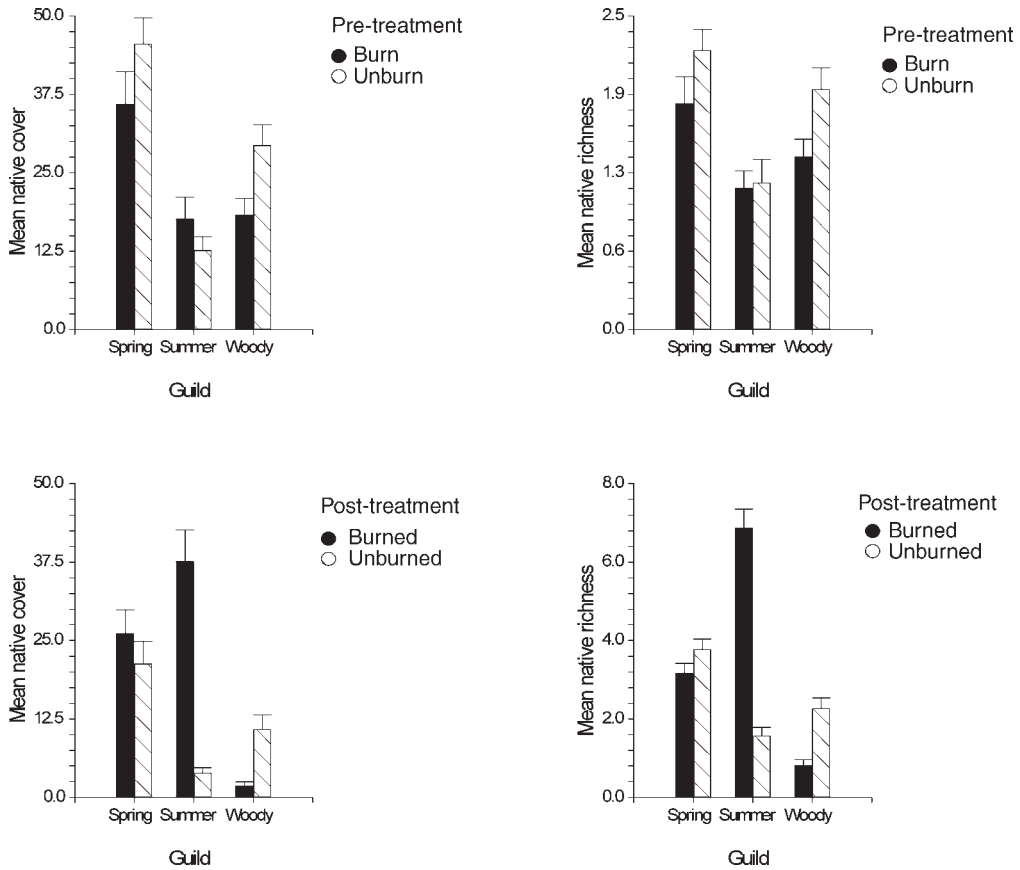 50.0
37.5
25.0
12.5
0.0
Mean native cover
Spring Summer Woody
Guild
Pre-treatment
Burn
Unburn
2.5
1.9
1.3
0.6
0.0
Mean native richness
Spring Summer Woody
Guild
Pre-treatment
Burn
Unburn
50.0
37.5
25.0
12.5
0.0
Mean native cover
Spring Summer Woody
Guild
Post-treatment
Burned
Unburned
8.0
6.0
4.0
2.0
0.0
Mean native richness
Spring Summer Woody
Guild
Post-treatment
Burned
Unburned